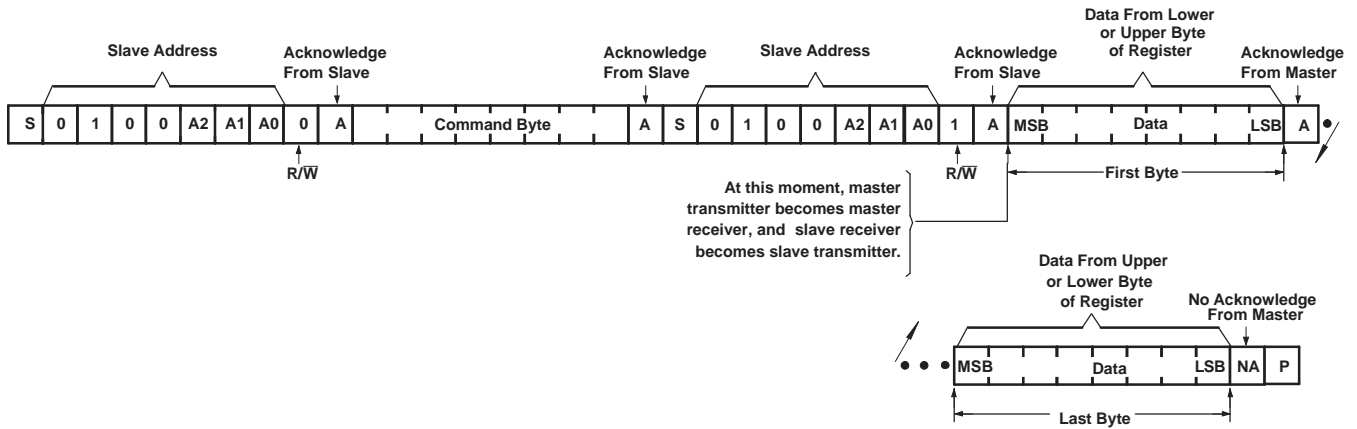 Slave Address
Acknowledge
From Slave
Acknowledge
From Slave
Slave Address
Acknowledge
From Slave
Data From Lower
or Upper Byte
of Register
Acknowledge
From Master
S 0 1 0 0 A2 A1 A0 0 A Command Byte A S 0 1 0 0 A2 A1 A0 1 A MSB Data LSB A
R/W̅
R/W̅
First Byte
At this moment, master
transmitter becomes master
receiver, and slave receiver
becomes slave transmitter.
Data From Upper
or Lower Byte
of Register
No Acknowledge
From Master
MSB Data LSB NA P
Last Byte